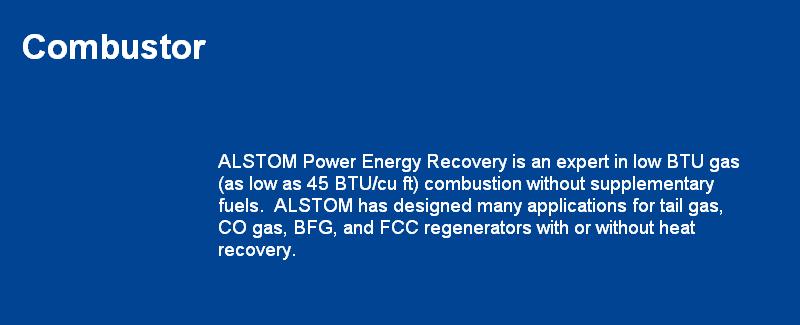 Combustor
ALSTOM Power Energy Recovery is an expert in low BTU gas
(as low as 45 BTU/cu ft) combustion without supplementary
fuels.  ALSTOM has designed many applications for tail gas,
CO gas, BFG, and FCC regenerators with or without heat
recovery.